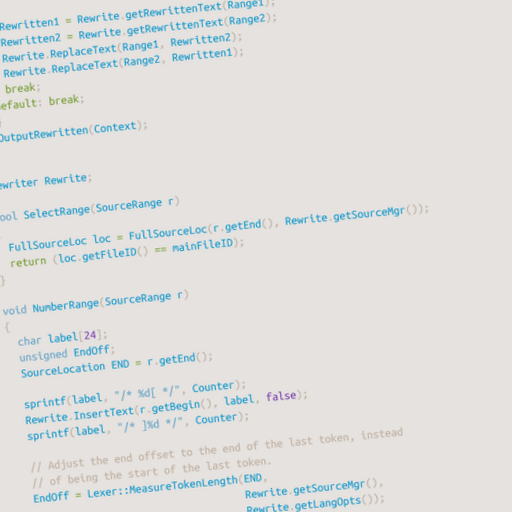 Rewritten1 = Rewrite.getRewrittenText(Range1);
Rewritten2 = Rewrite.getRewrittenText(Range2);
Rewrite.ReplaceText(Range1, Rewritten2);
Rewrite.ReplaceText(Range2, Rewritten1);
break;
default: break;
OutputRewritten(Context);
ewriter Rewrite;
ool SelectRange(SourceRange r)
FullSourceLoc loc = FullSourceLoc(r.getEnd(), Rewrite.getSourceMgr());
return (loc.getFileID() == mainFileID);
}
void NumberRange(SourceRange r)
{
char label[24];
unsigned EndOff;
SourceLocation END = r.getEnd();
sprintf(label, "/* %d[ */", Counter);
Rewrite.InsertText(r.getBegin(), label, false);
sprintf(label, "/* ]%d */", Counter);
// Adjust the end offset to the end of the last token, instead
// of being the start of the last token.
EndOff = Lexer::MeasureTokenLength(END,
Rewrite.getSourceMgr(),
Rewrite.getLangOpts());